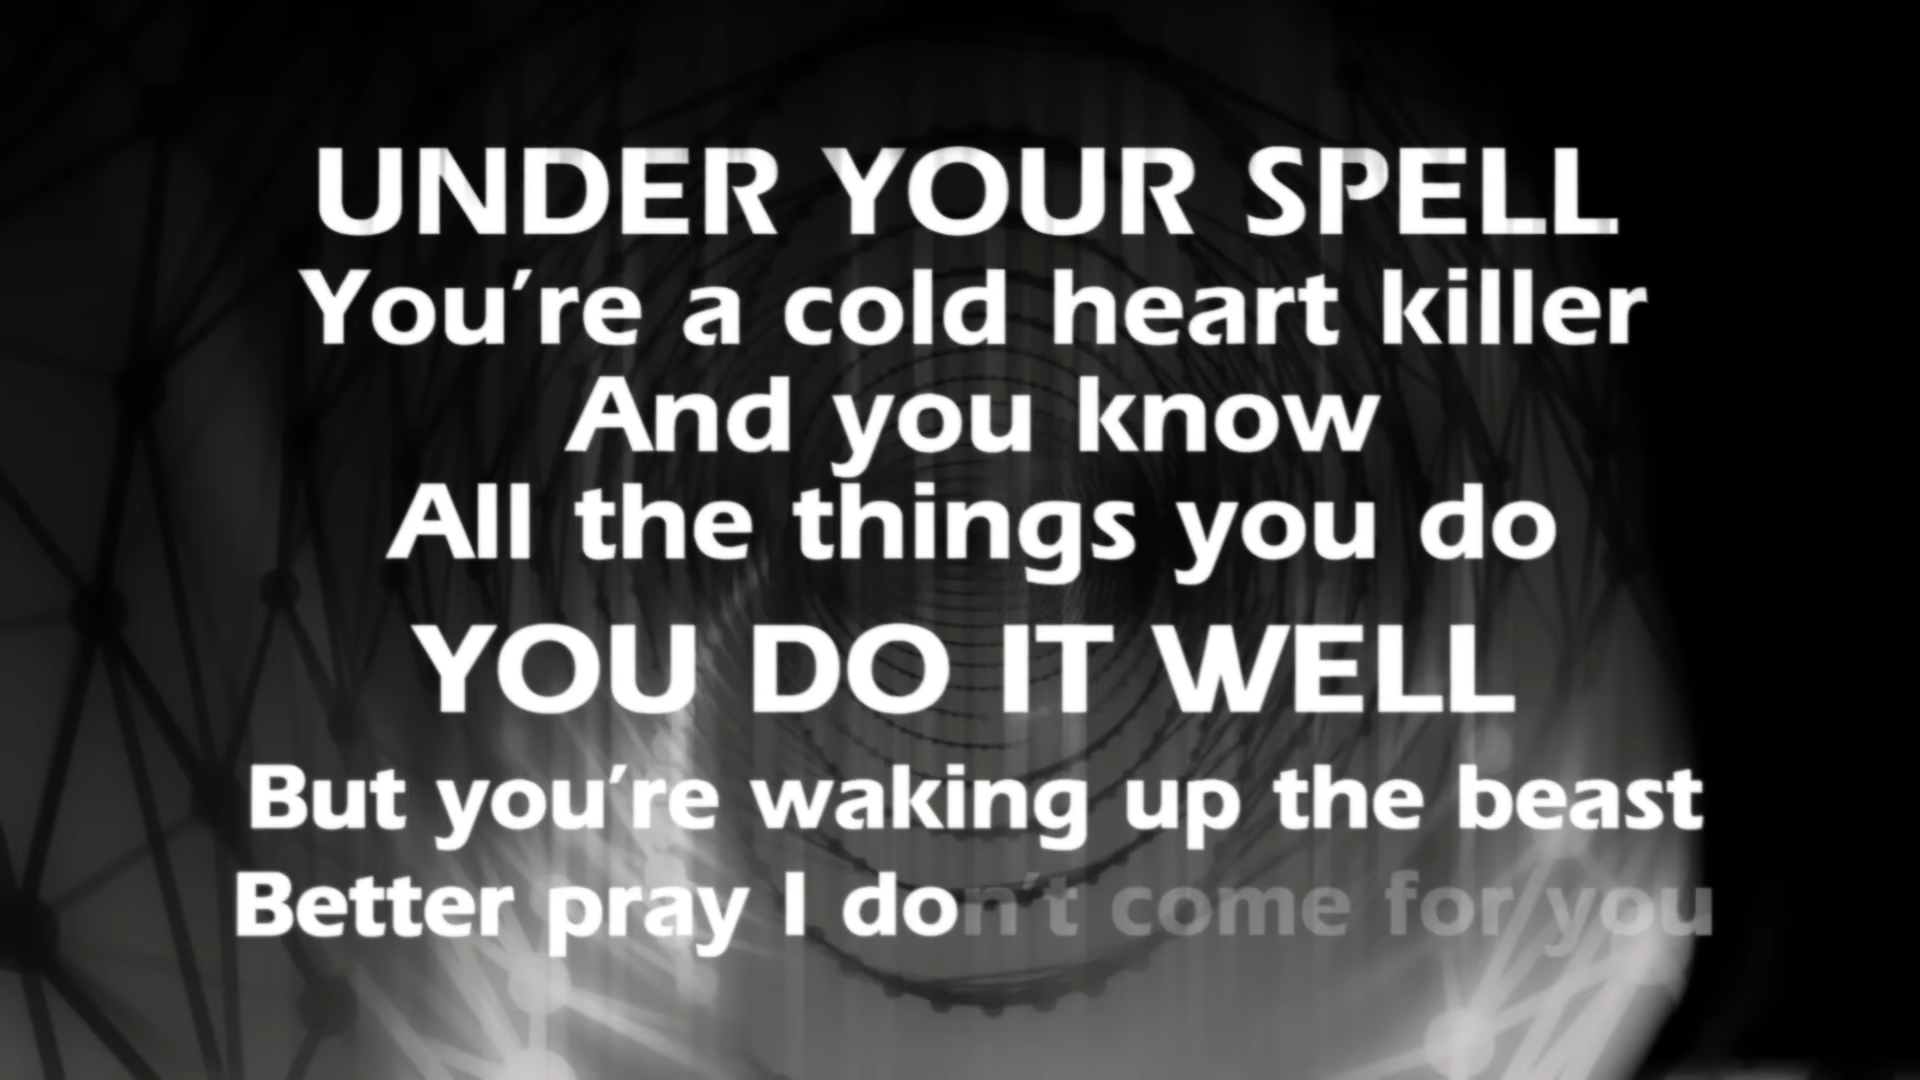 UNDER YOUR SPELL
You're a cold heart killer
And you know
All the things you do
YOU DO IT WELL
But you're waking up the beast
Better pray I don't come for you